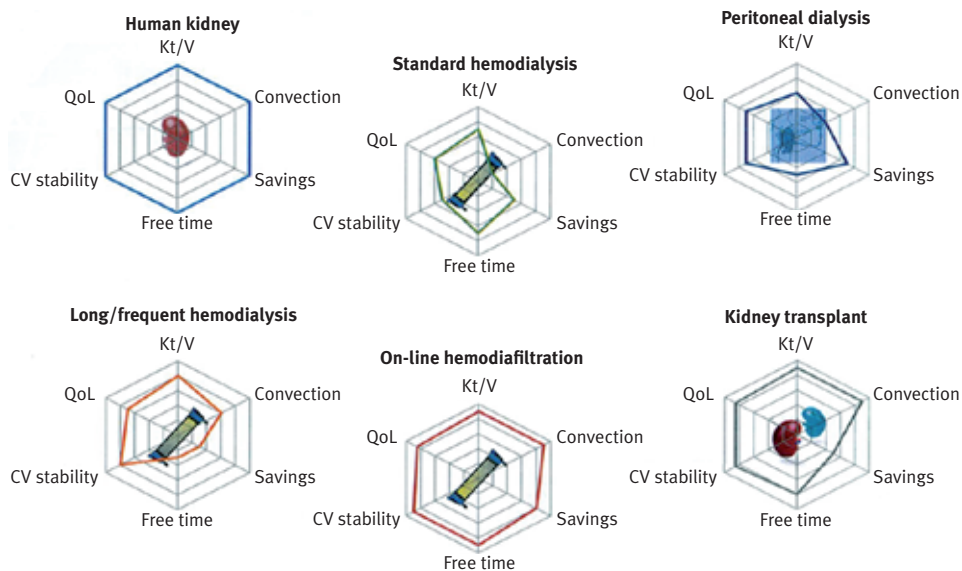 Human kidney
Kt/V
QoL
Convection
CV stability
Savings
Free time
Standard hemodialysis
Kt/V
QoL
Convection
CV stability
Savings
Free time
Peritoneal dialysis
Kt/V
QoL
Convection
CV stability
Savings
Free time
Long/frequent hemodialysis
Kt/V
QoL
Convection
CV stability
Savings
Free time
On-line hemodiafiltration
Kt/V
QoL
Convection
CV stability
Savings
Free time
Kidney transplant
Kt/V
QoL
Convection
CV stability
Savings
Free time